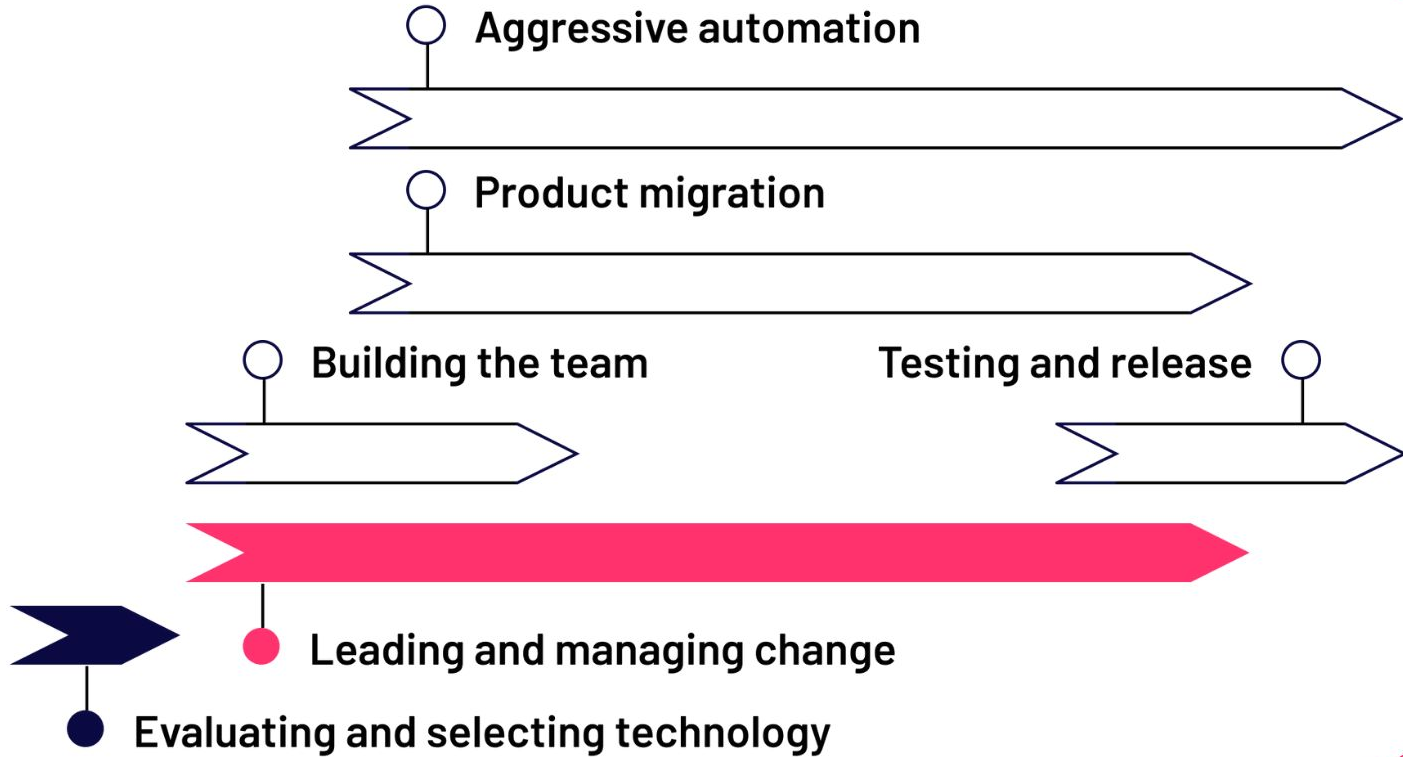 Aggressive automation
Product migration
Building the team
Testing and release
Leading and managing change
Evaluating and selecting technology